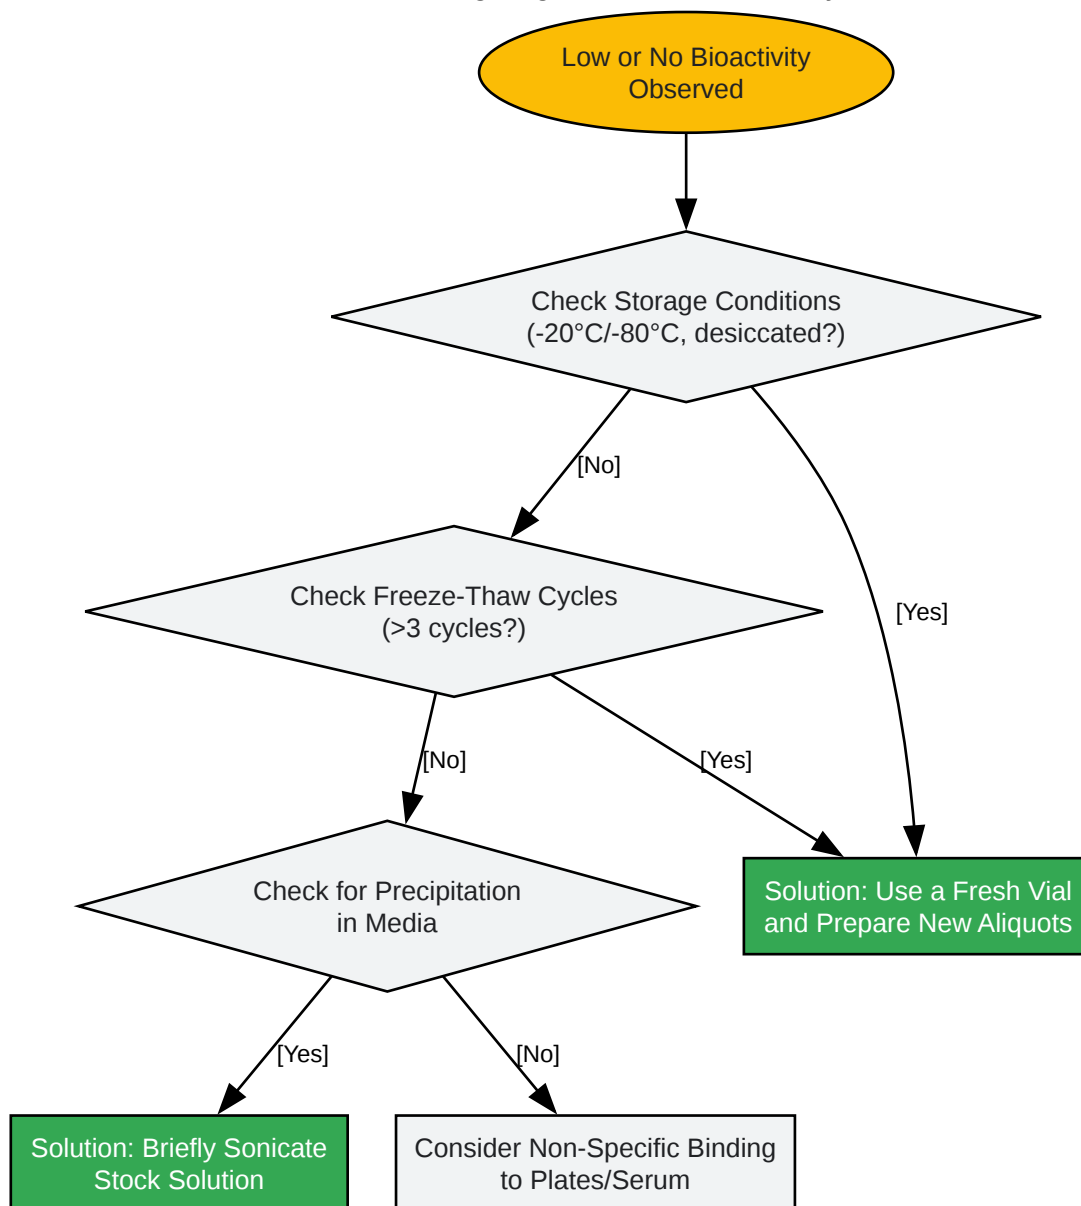 Low or No Bioactivity
Observed
Check Storage Conditions
(-20°C/-80°C, desiccated?)
[No]
[Yes]
Check Freeze-Thaw Cycles
(>3 cycles?)
[No]
[Yes]
Check for Precipitation
in Media
Solution: Use a Fresh Vial
and Prepare New Aliquots
[Yes]
[No]
Solution: Briefly Sonicate
Stock Solution
Consider Non-Specific Binding
to Plates/Serum